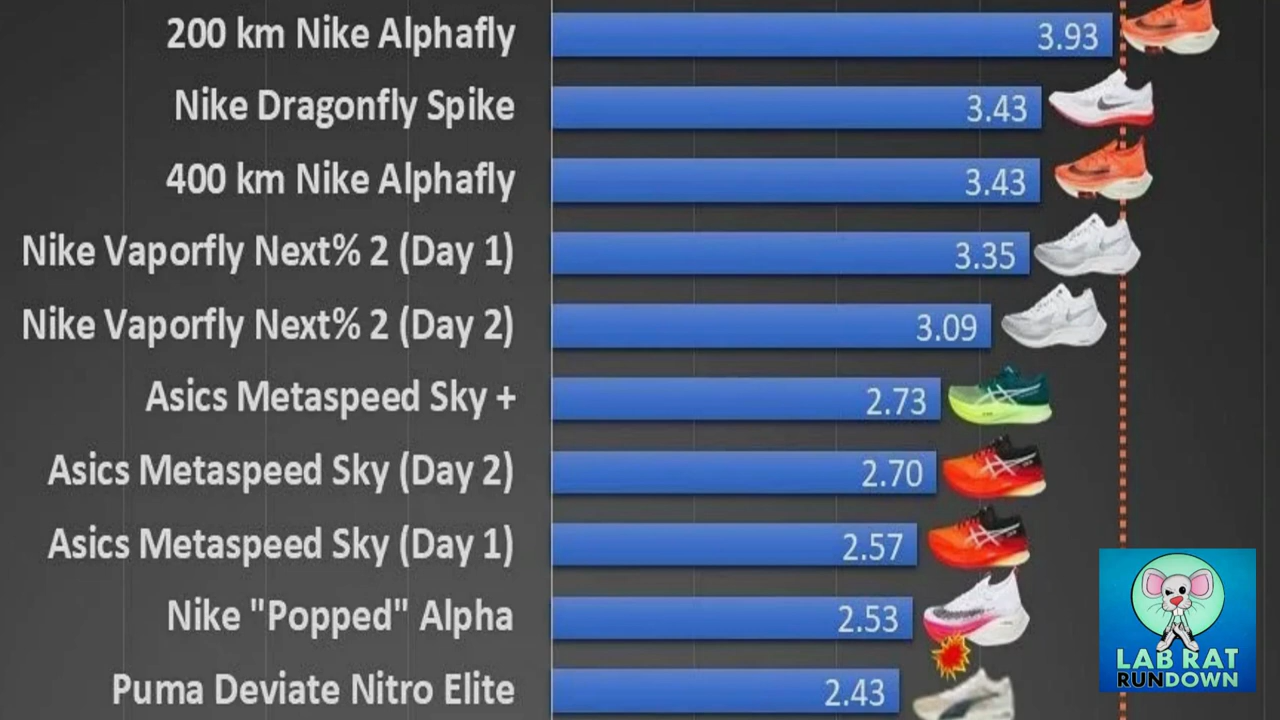 200 km Nike Alphafly 3.93
Nike Dragonfly Spike 3.43
400 km Nike Alphafly 3.43
Nike Vaporfly Next% 2 (Day 1) 3.35
Nike Vaporfly Next% 2 (Day 2) 3.09
Asics Metaspeed Sky + 2.73
Asics Metaspeed Sky (Day 2) 2.70
Asics Metaspeed Sky (Day 1) 2.57
Nike "Popped" Alpha 2.53
Puma Deviate Nitro Elite 2.43
LAB RAT
RUNDOWN